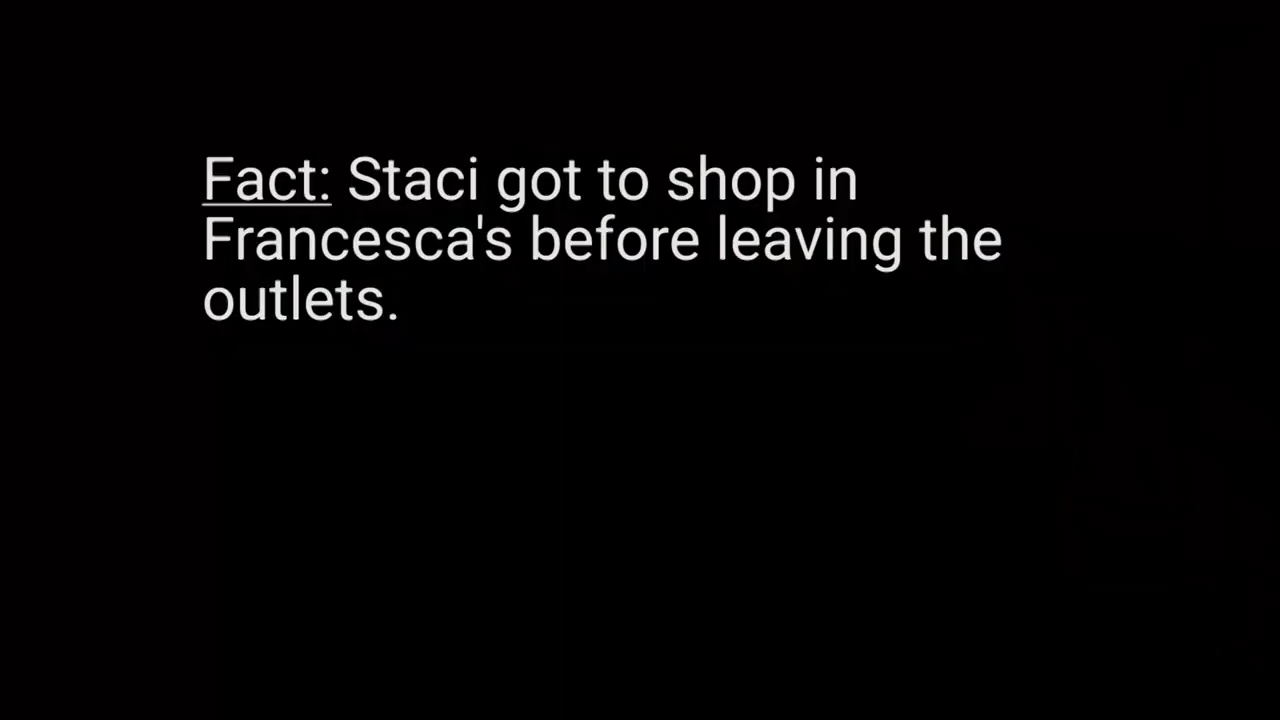 Fact: Staci got to shop in
Francesca's before leaving the
outlets.